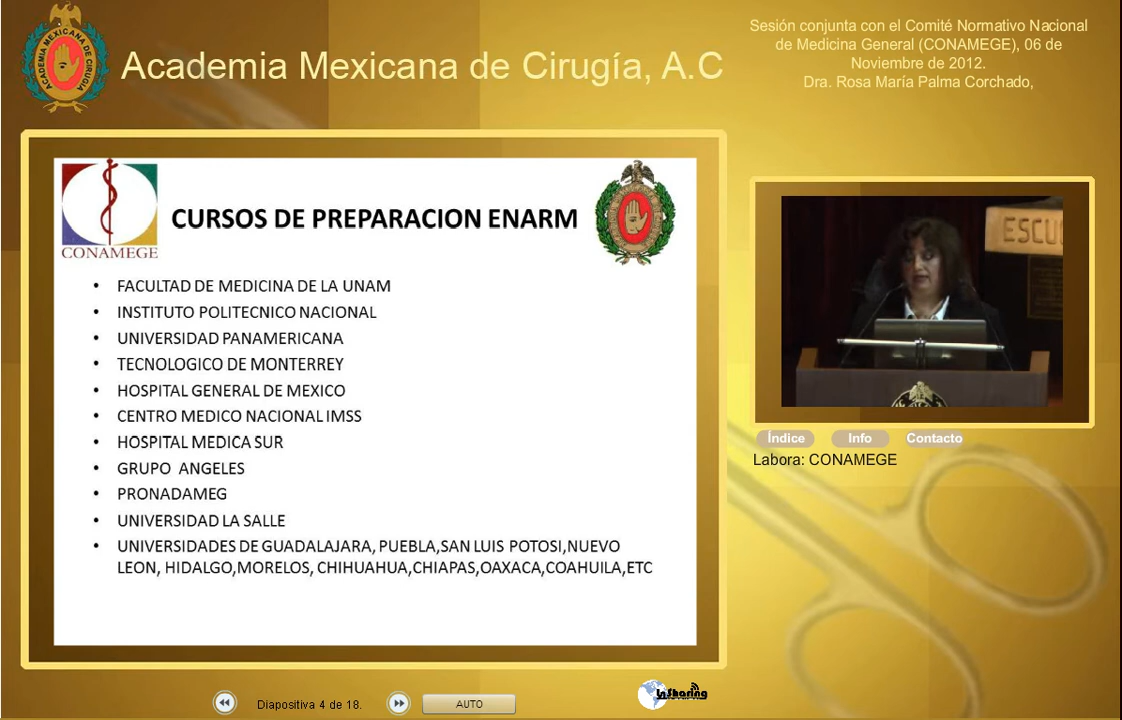 ACADEMIA MEXICANA DE CIRUGIA
Academia Mexicana de Cirugía, A.C
Sesión conjunta con el Comité Normativo Nacional
de Medicina General (CONAMEGE), 06 de
Noviembre de 2012.
Dra. Rosa María Palma Corchado,
CONAMEGE
CURSOS DE PREPARACION ENARM
• FACULTAD DE MEDICINA DE LA UNAM
• INSTITUTO POLITECNICO NACIONAL
• UNIVERSIDAD PANAMERICANA
• TECNOLOGICO DE MONTERREY
• HOSPITAL GENERAL DE MEXICO
• CENTRO MEDICO NACIONAL IMSS
• HOSPITAL MEDICA SUR
• GRUPO ANGELES
• PRONADAMEG
• UNIVERSIDAD LA SALLE
• UNIVERSIDADES DE GUADALAJARA, PUEBLA,SAN LUIS POTOSI,NUEVO
LEON, HIDALGO,MORELOS, CHIHUAHUA,CHIAPAS,OAXACA,COAHUILA,ETC
ESCU
Índice Info Contacto
Labora: CONAMEGE
Diapositiva 4 de 18.
AUTO
InSharing